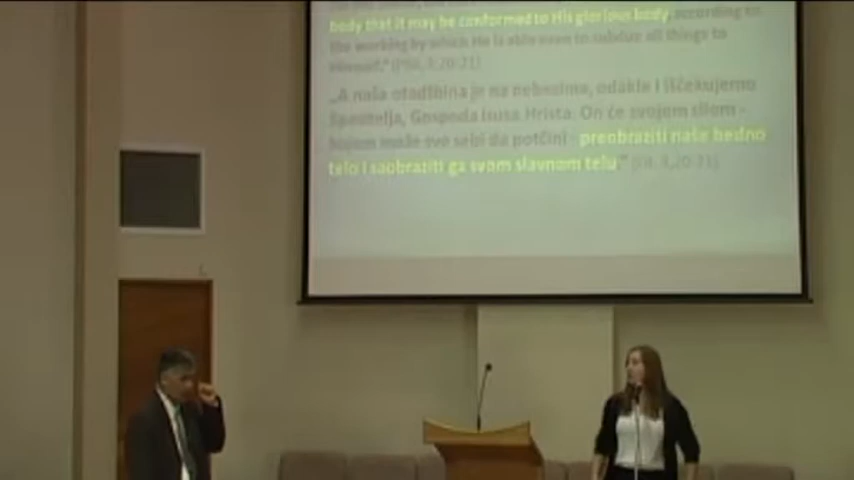 body that it may be conformed to His glorious body, according to
the working by which He is able even to subdue all things to
Himself." (Phil. 3,20-21)
„A naša otadžbina je na nebesima, odakle i iščekujemo
Spasitelja, Gospoda Isusa Hrista. On će svojom silom -
kojom može sve sebi da potčini - preobraziti naše bedno
telo i saobraziti ga svom slavnom telu." (Fil. 3,20-21)